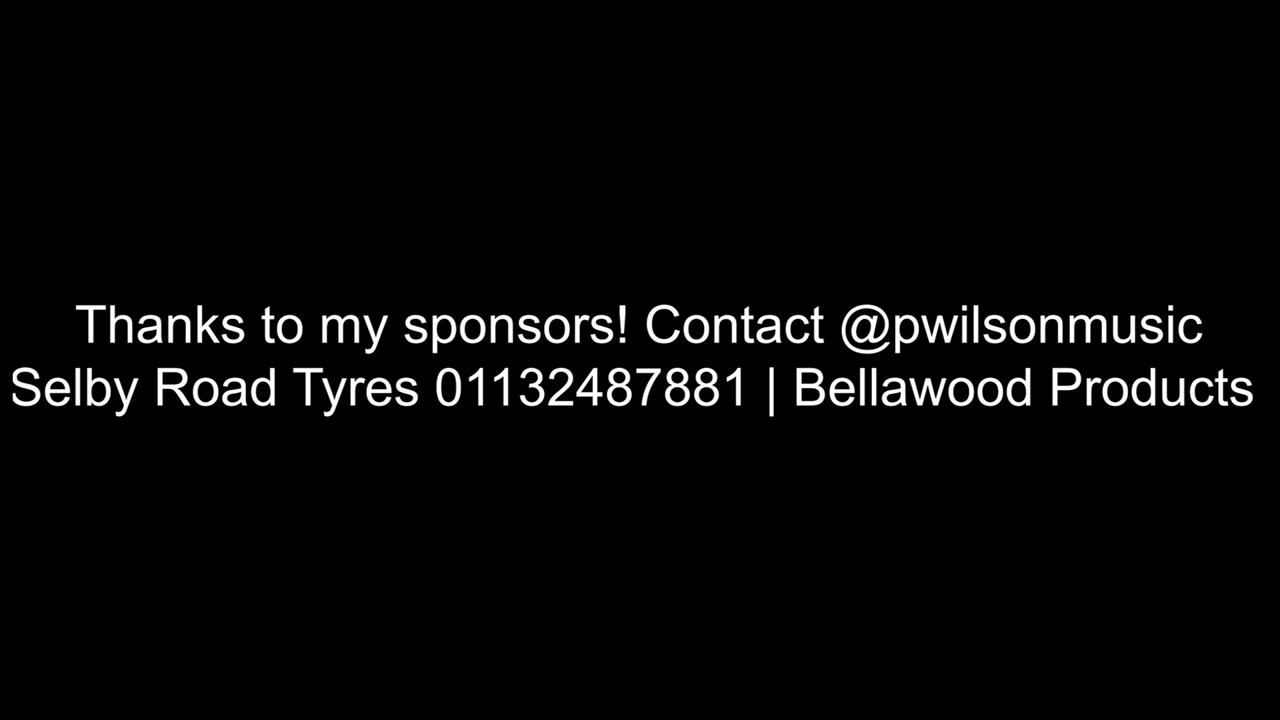 Thanks to my sponsors! Contact @pwilsonmusic
Selby Road Tyres 01132487881 | Bellawood Products